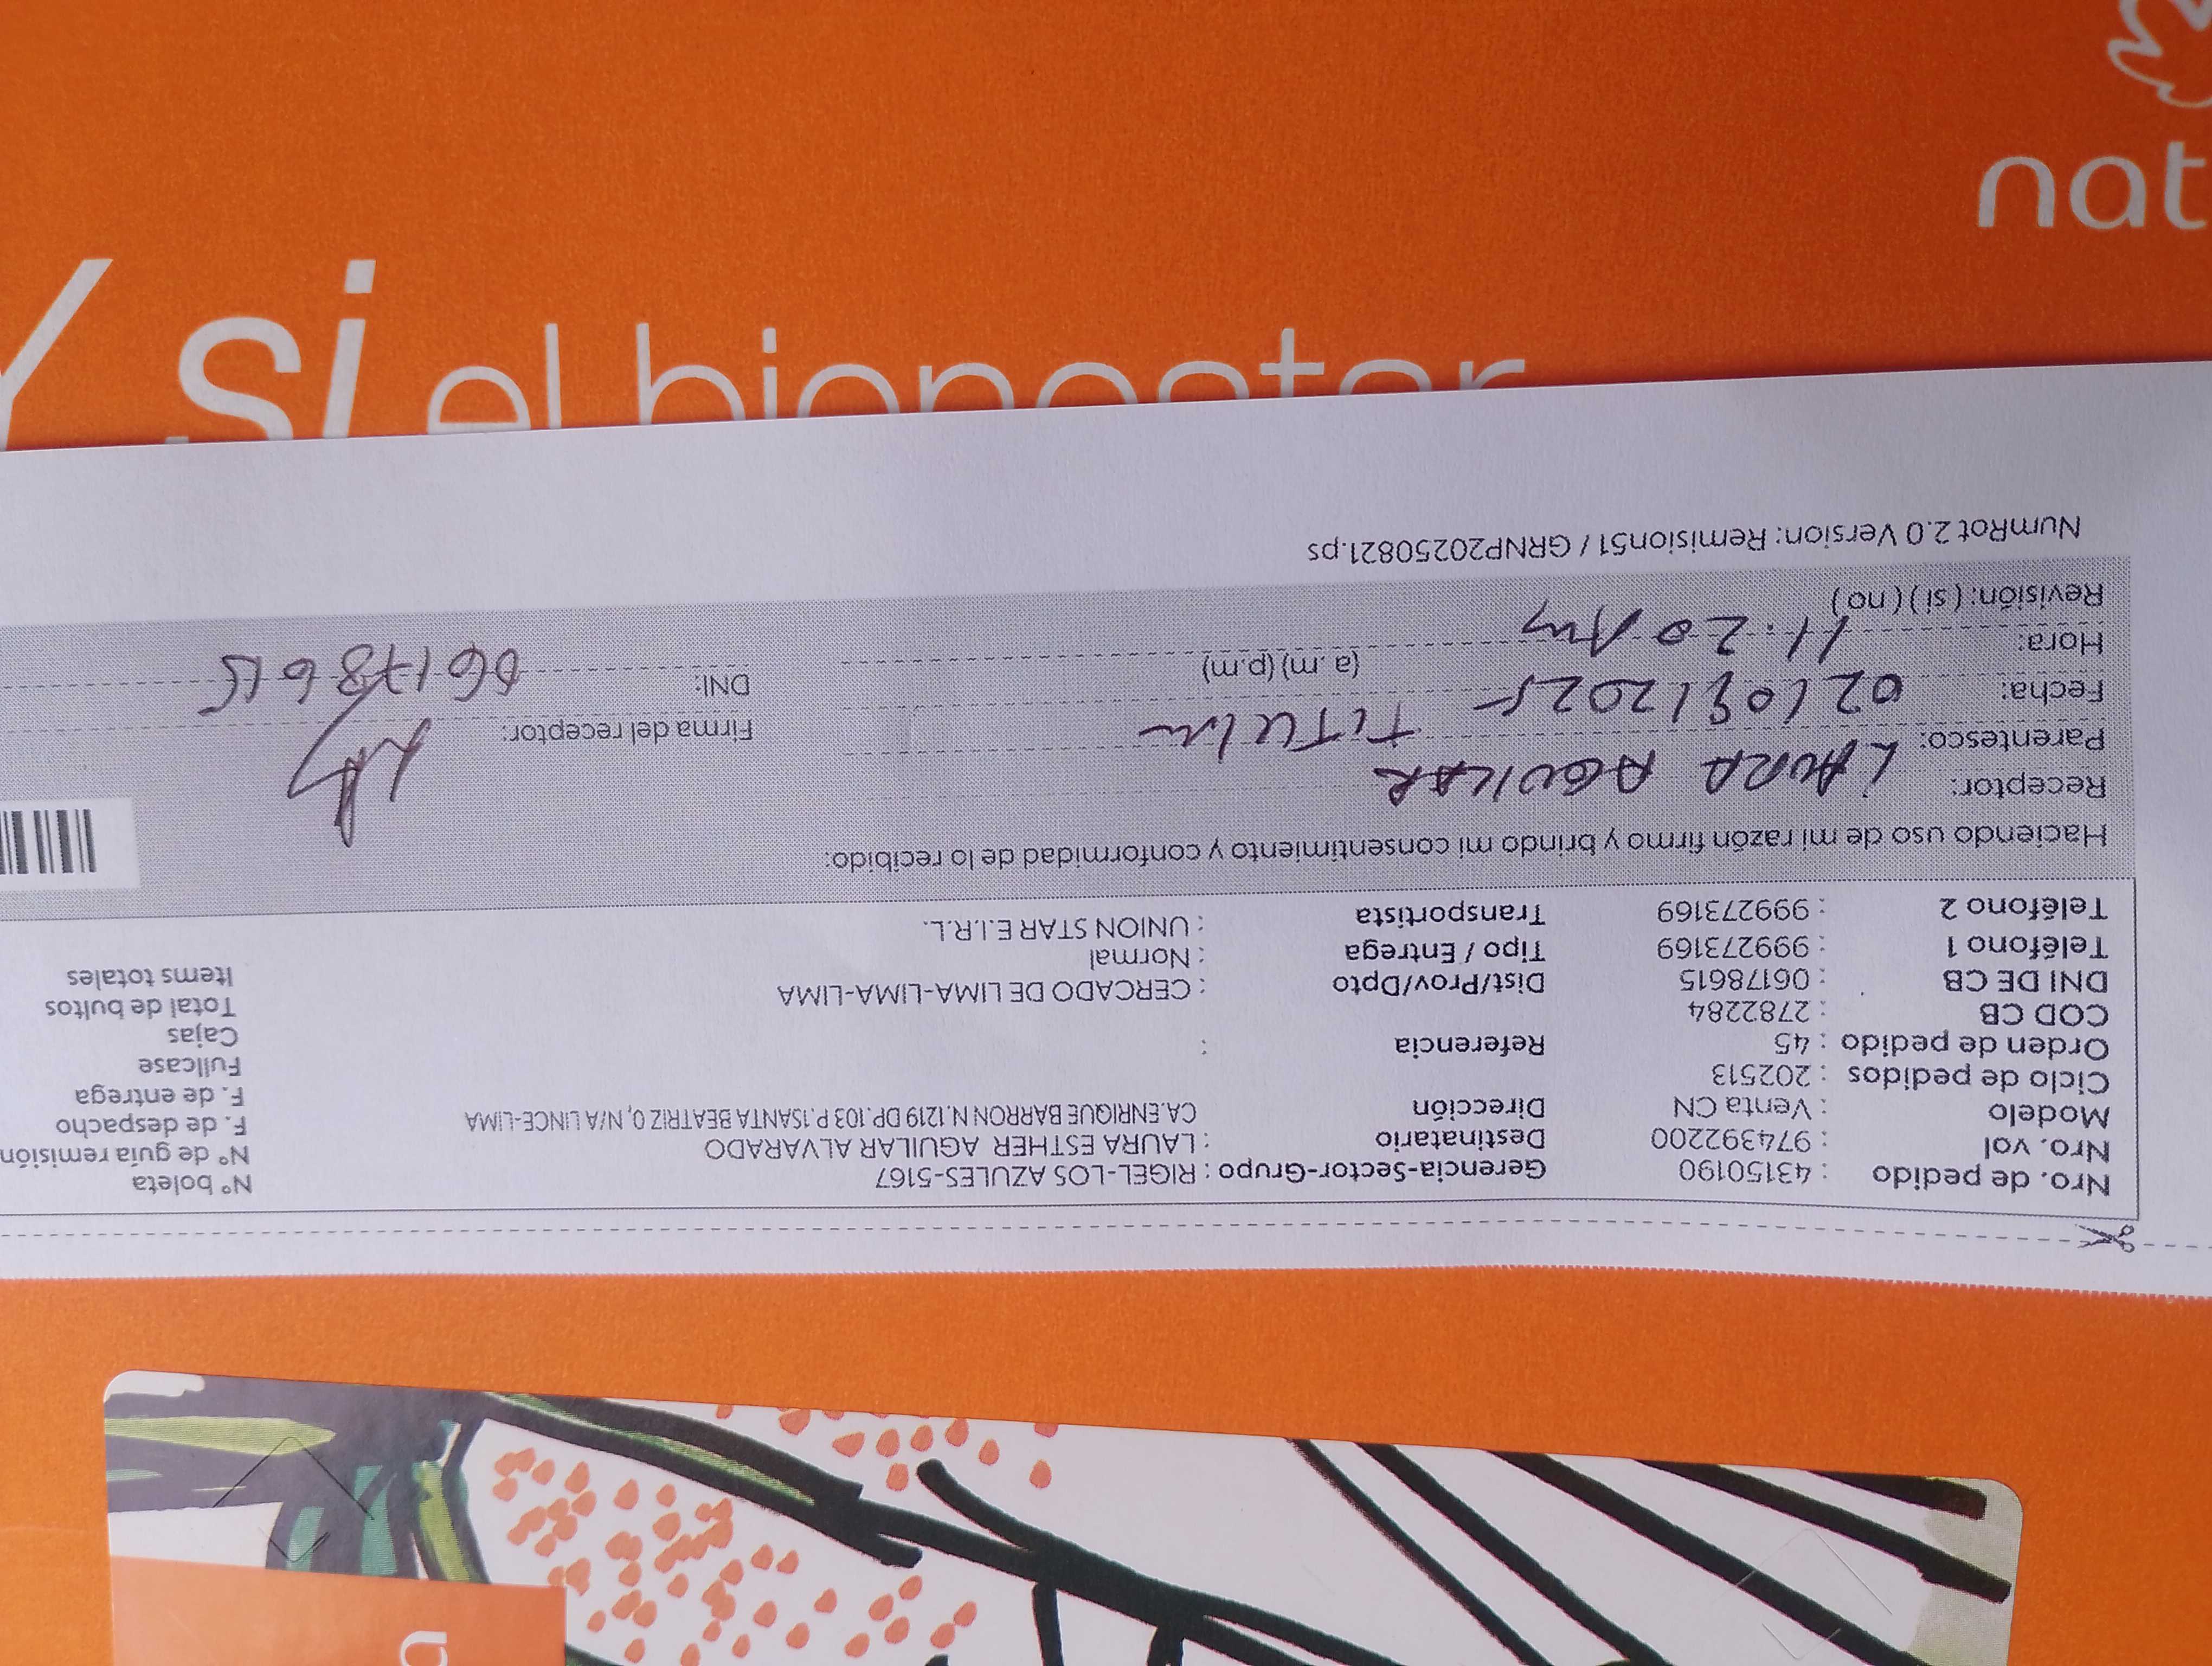 nat
Y si el bienestar
Nro. de pedido : 43150190 Gerencia-Sector-Grupo : RIGEL-LOS AZULES-5167 N° boleta
Nro. vol : 974392200 Destinatario : LAURA ESTHER AGUILAR ALVARADO N° de guía remisión
Modelo : Venta CN Dirección CA.ENRIQUE BARRON N.1219 DP.103 P.1SANTA BEATRIZ 0, N/A LINCE-LIMA F. de despacho
Ciclo de pedidos : 202513 F. de entrega
Orden de pedido : 45 Referencia : Fullcase
COD CB : 2782284 Cajas
DNI DE CB : 06178615 Dist/Prov/Dpto : CERCADO DE LIMA-LIMA-LIMA Total de bultos
Teléfono 1 : 999273169 Tipo / Entrega : Normal Items totales
Teléfono 2 : 999273169 Transportista : UNION STAR E.I.R.L.
Haciendo uso de mi razón firmo y brindo mi consentimiento y conformidad de lo recibido:
Receptor: LAURA AGUILAR
Parentesco: TITULAR Firma del receptor:
Fecha: 02/09/2025 DNI: 06178615
Hora: 11:20 Am (a.m) (p.m)
Revisión: ( si ) ( no )
NumRot 2.0 Version: Remision51 / GRNP20250821.ps
a